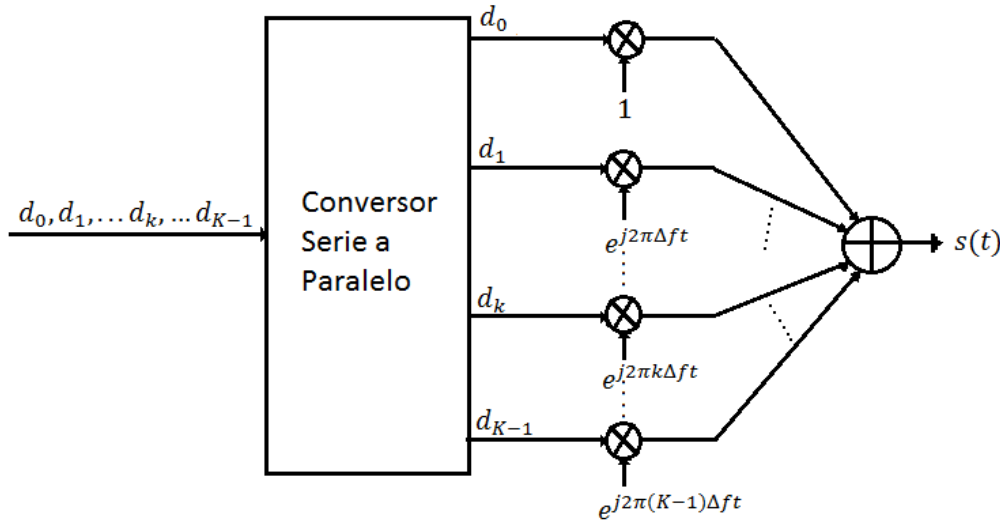 d_0
1
d_1
d_0, d_1, … d_k, … d_{K-1}
Conversor
Serie a
Paralelo
e^{j2πΔft}
s(t)
d_k
e^{j2πkΔft}
d_{K-1}
e^{j2π(K-1)Δft}